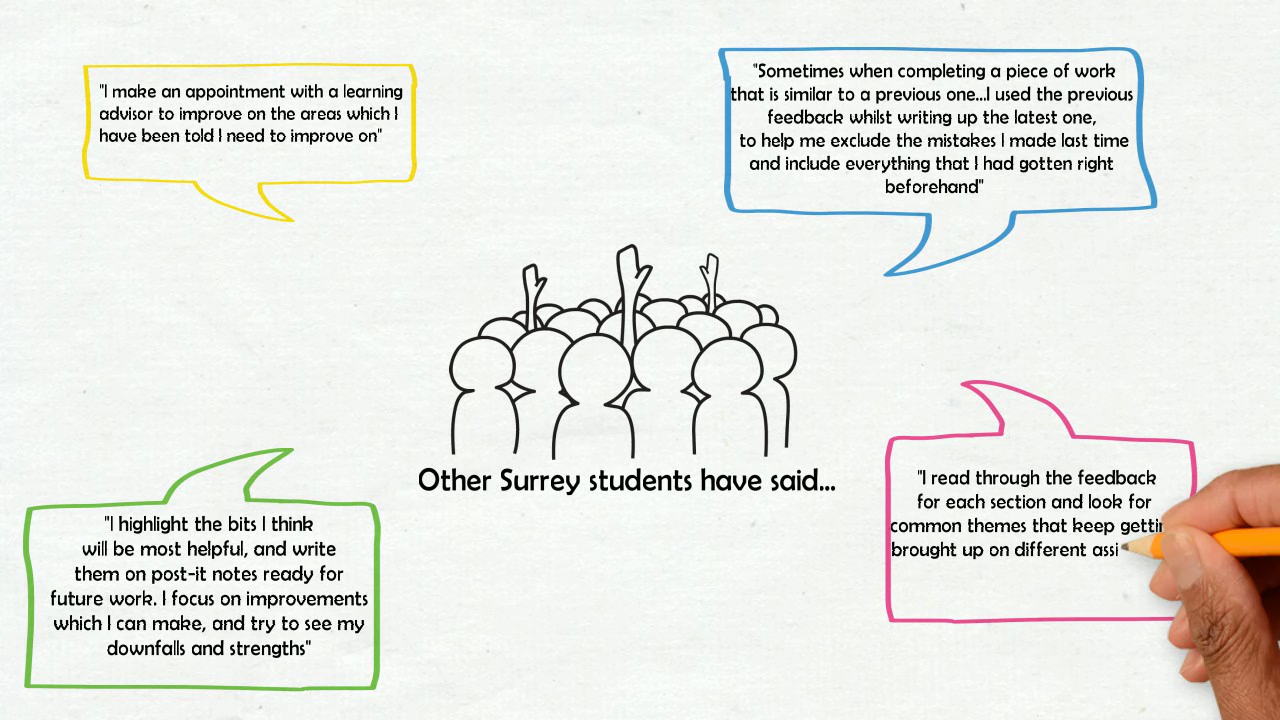 "I make an appointment with a learning
advisor to improve on the areas which I
have been told I need to improve on"
"Sometimes when completing a piece of work
that is similar to a previous one...I used the previous
feedback whilst writing up the latest one,
to help me exclude the mistakes I made last time
and include everything that I had gotten right
beforehand"
Other Surrey students have said...
"I highlight the bits I think
will be most helpful, and write
them on post-it notes ready for
future work. I focus on improvements
which I can make, and try to see my
downfalls and strengths"
"I read through the feedback
for each section and look for
common themes that keep
brought up on different